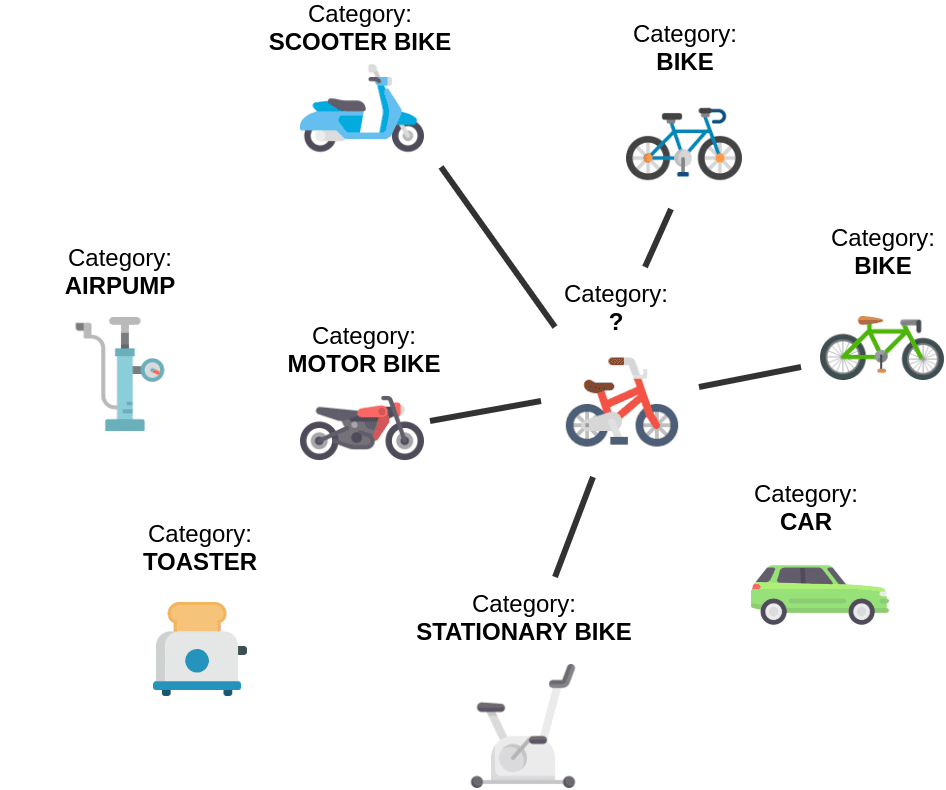 Category:
SCOOTER BIKE
Category:
BIKE
Category:
BIKE
Category:
AIRPUMP
Category:
?
Category:
MOTOR BIKE
Category:
CAR
Category:
TOASTER
Category:
STATIONARY BIKE